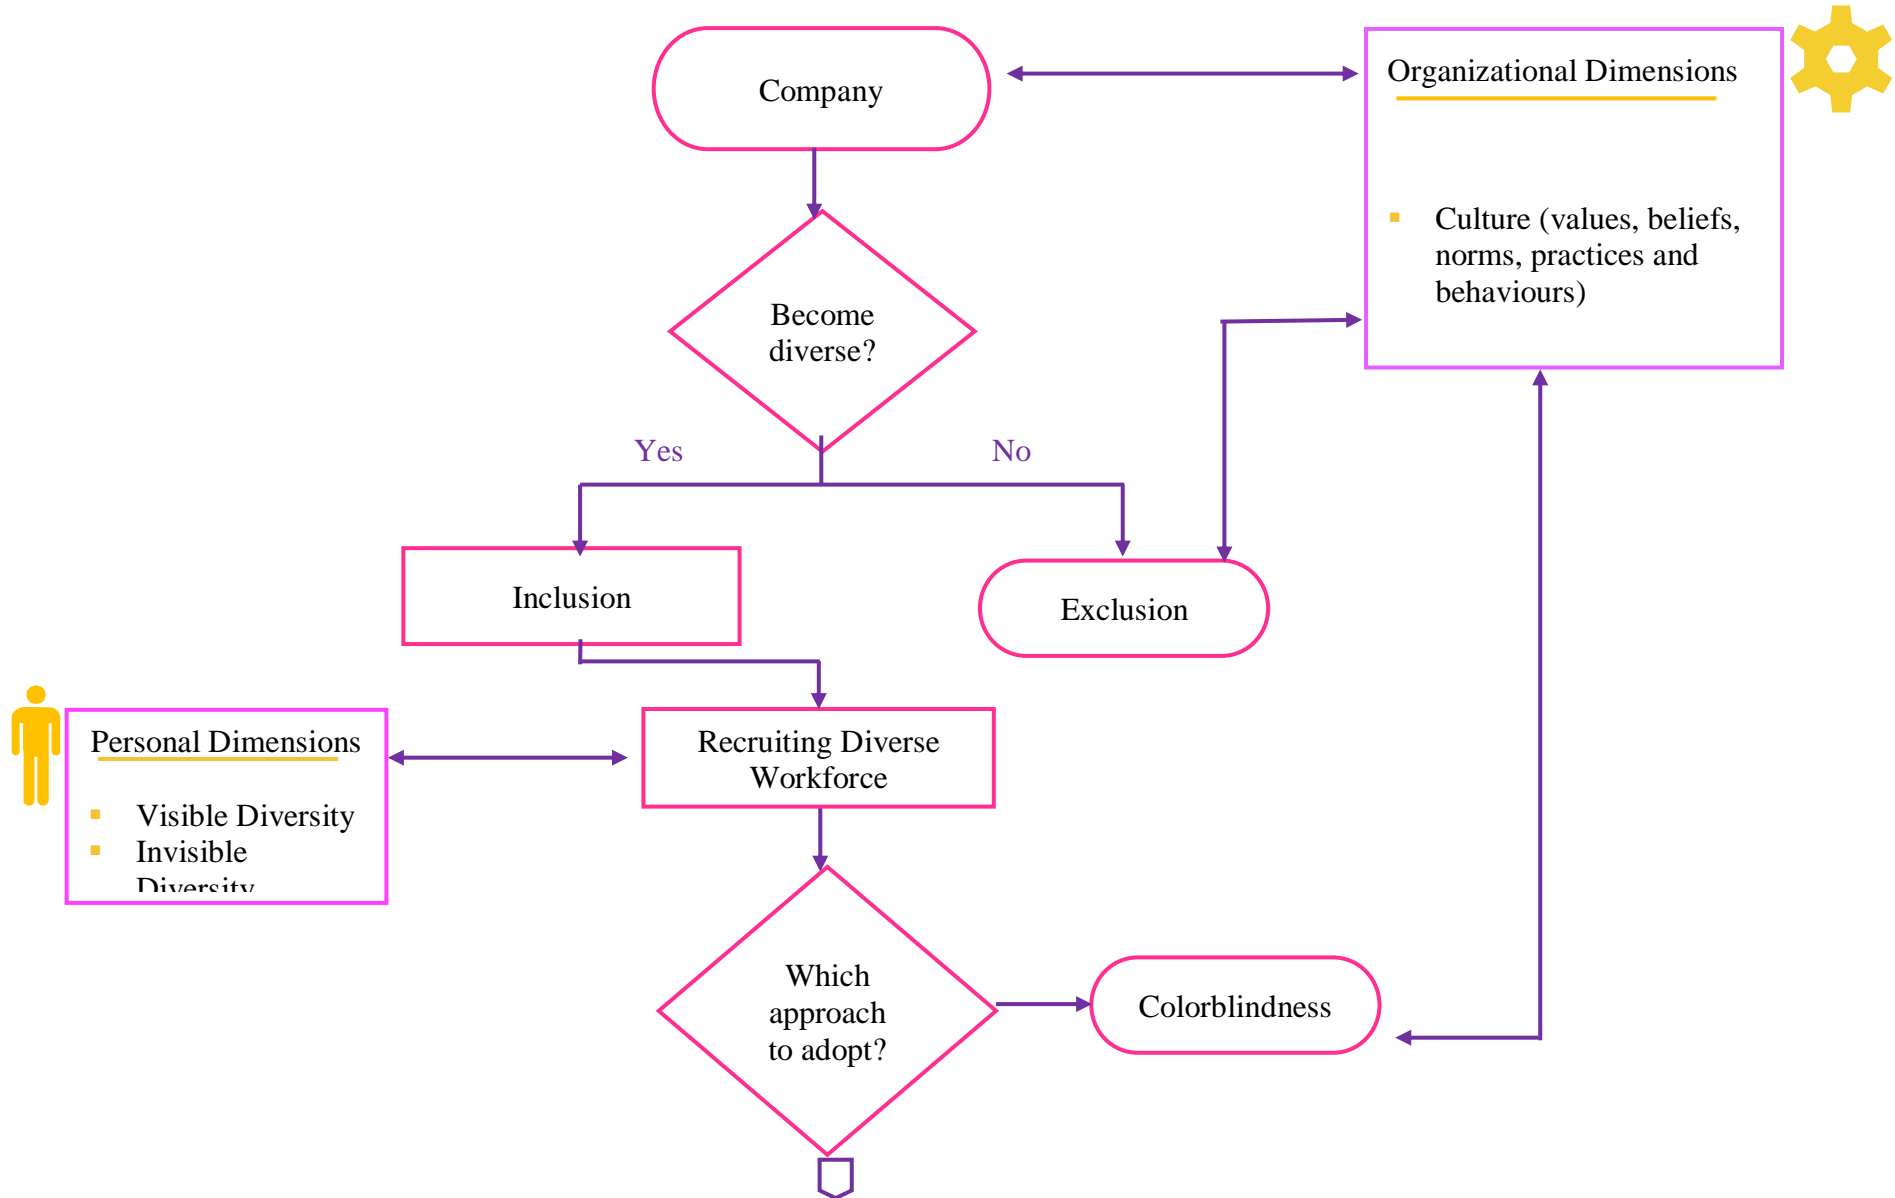 Company
Organizational Dimensions
Culture (values, beliefs,
norms, practices and
behaviours)
Become
diverse?
Yes
No
Inclusion
Exclusion
Personal Dimensions
Visible Diversity
Invisible
Diversity
Recruiting Diverse
Workforce
Which
approach
to adopt?
Colorblindness